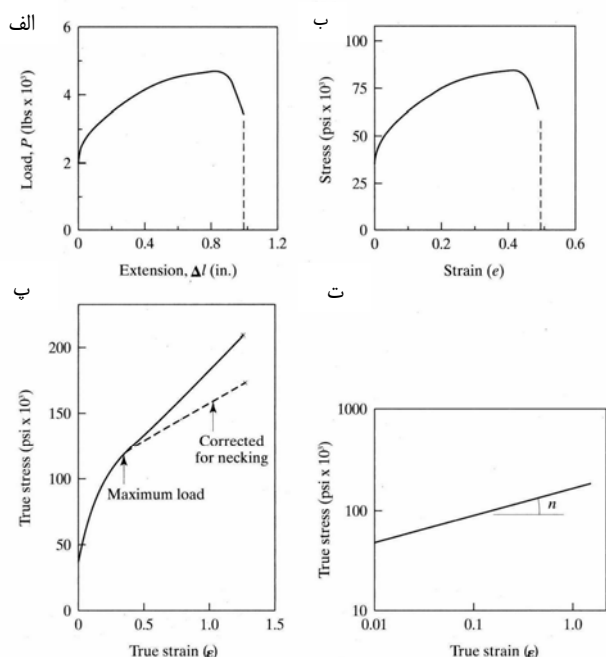 الف
6
4
2
0
Load, P (lbs x 10³)
0 0.4 0.8 1.2
Extension, Δl (in.)
ب
100
75
50
25
0
Stress (psi x 10³)
0 0.2 0.4 0.6
Strain (e)
پ
200
150
100
50
0
True stress (psi x 10³)
Maximum load
Corrected
for necking
0 0.5 1.0 1.5
True strain (ε)
ت
1000
100
10
True stress (psi x 10³)
n
0.01 0.1 1.0
True strain (ε)